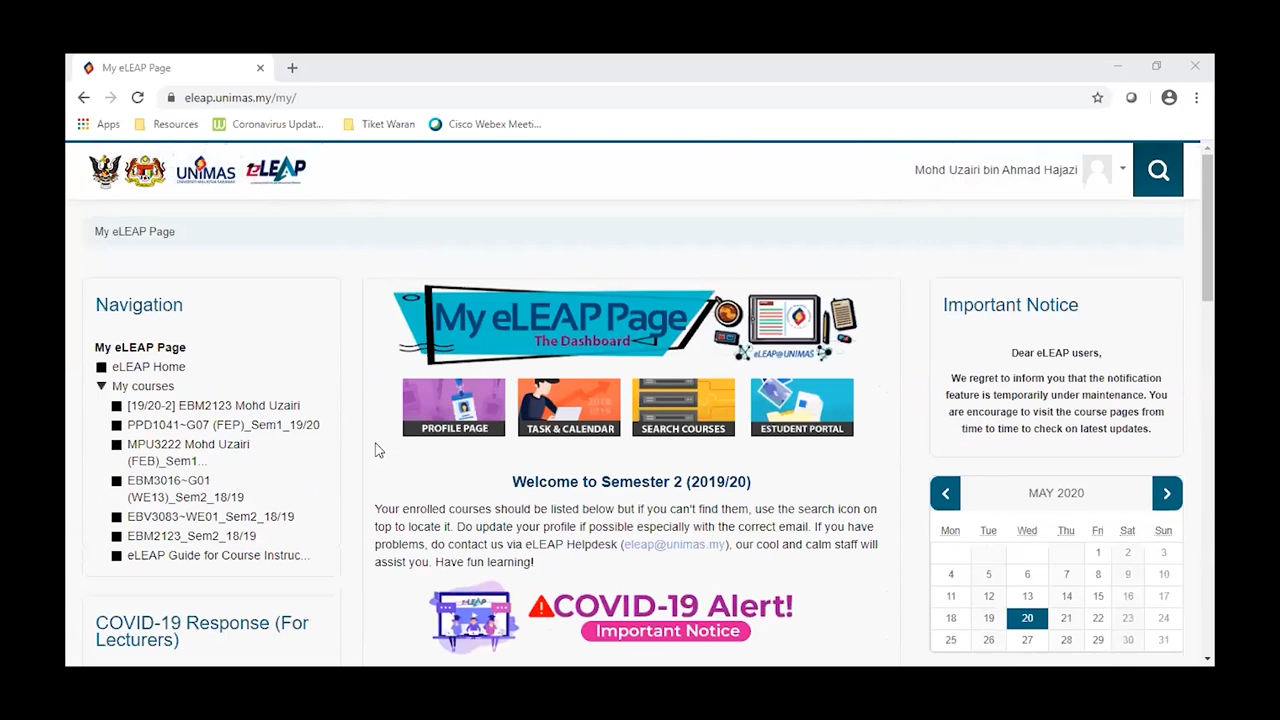 My eLEAP Page
eleap.unimas.my/my/
Apps
Resources
Coronavirus Updat...
Tiket Waran
Cisco Webex Meeti...
UNIMAS
UNIVERSITI MALAYSIA SARAWAK
eLEAP
Mohd Uzairi bin Ahmad Hajazi
My eLEAP Page
Navigation
My eLEAP Page
eLEAP Home
My courses
[19/20-2] EBM2123 Mohd Uzairi
PPD1041~G07 (FEP)_Sem1_19/20
MPU3222 Mohd Uzairi
(FEB)_Sem1...
EBM3016~G01
(WE13)_Sem2_18/19
EBV3083~WE01_Sem2_18/19
EBM2123_Sem2_18/19
eLEAP Guide for Course Instruc...
COVID-19 Response (For
Lecturers)
My eLEAP Page
The Dashboard
eLEAP@UNIMAS
PROFILE PAGE
TASK & CALENDAR
SEARCH COURSES
ESTUDENT PORTAL
Welcome to Semester 2 (2019/20)
Your enrolled courses should be listed below but if you can't find them, use the search icon on
top to locate it. Do update your profile if possible especially with the correct email. If you have
problems, do contact us via eLEAP Helpdesk (eleap@unimas.my), our cool and calm staff will
assist you. Have fun learning!
COVID-19 Alert!
Important Notice
Important Notice
Dear eLEAP users,
We regret to inform you that the notification
feature is temporarily under maintenance. You
are encourage to visit the course pages from
time to time to check on latest updates.
MAY 2020
Mon Tue Wed Thu Fri Sat Sun
1 2 3
4 5 6 7 8 9 10
11 12 13 14 15 16 17
18 19 20 21 22 23 24
25 26 27 28 29 30 31